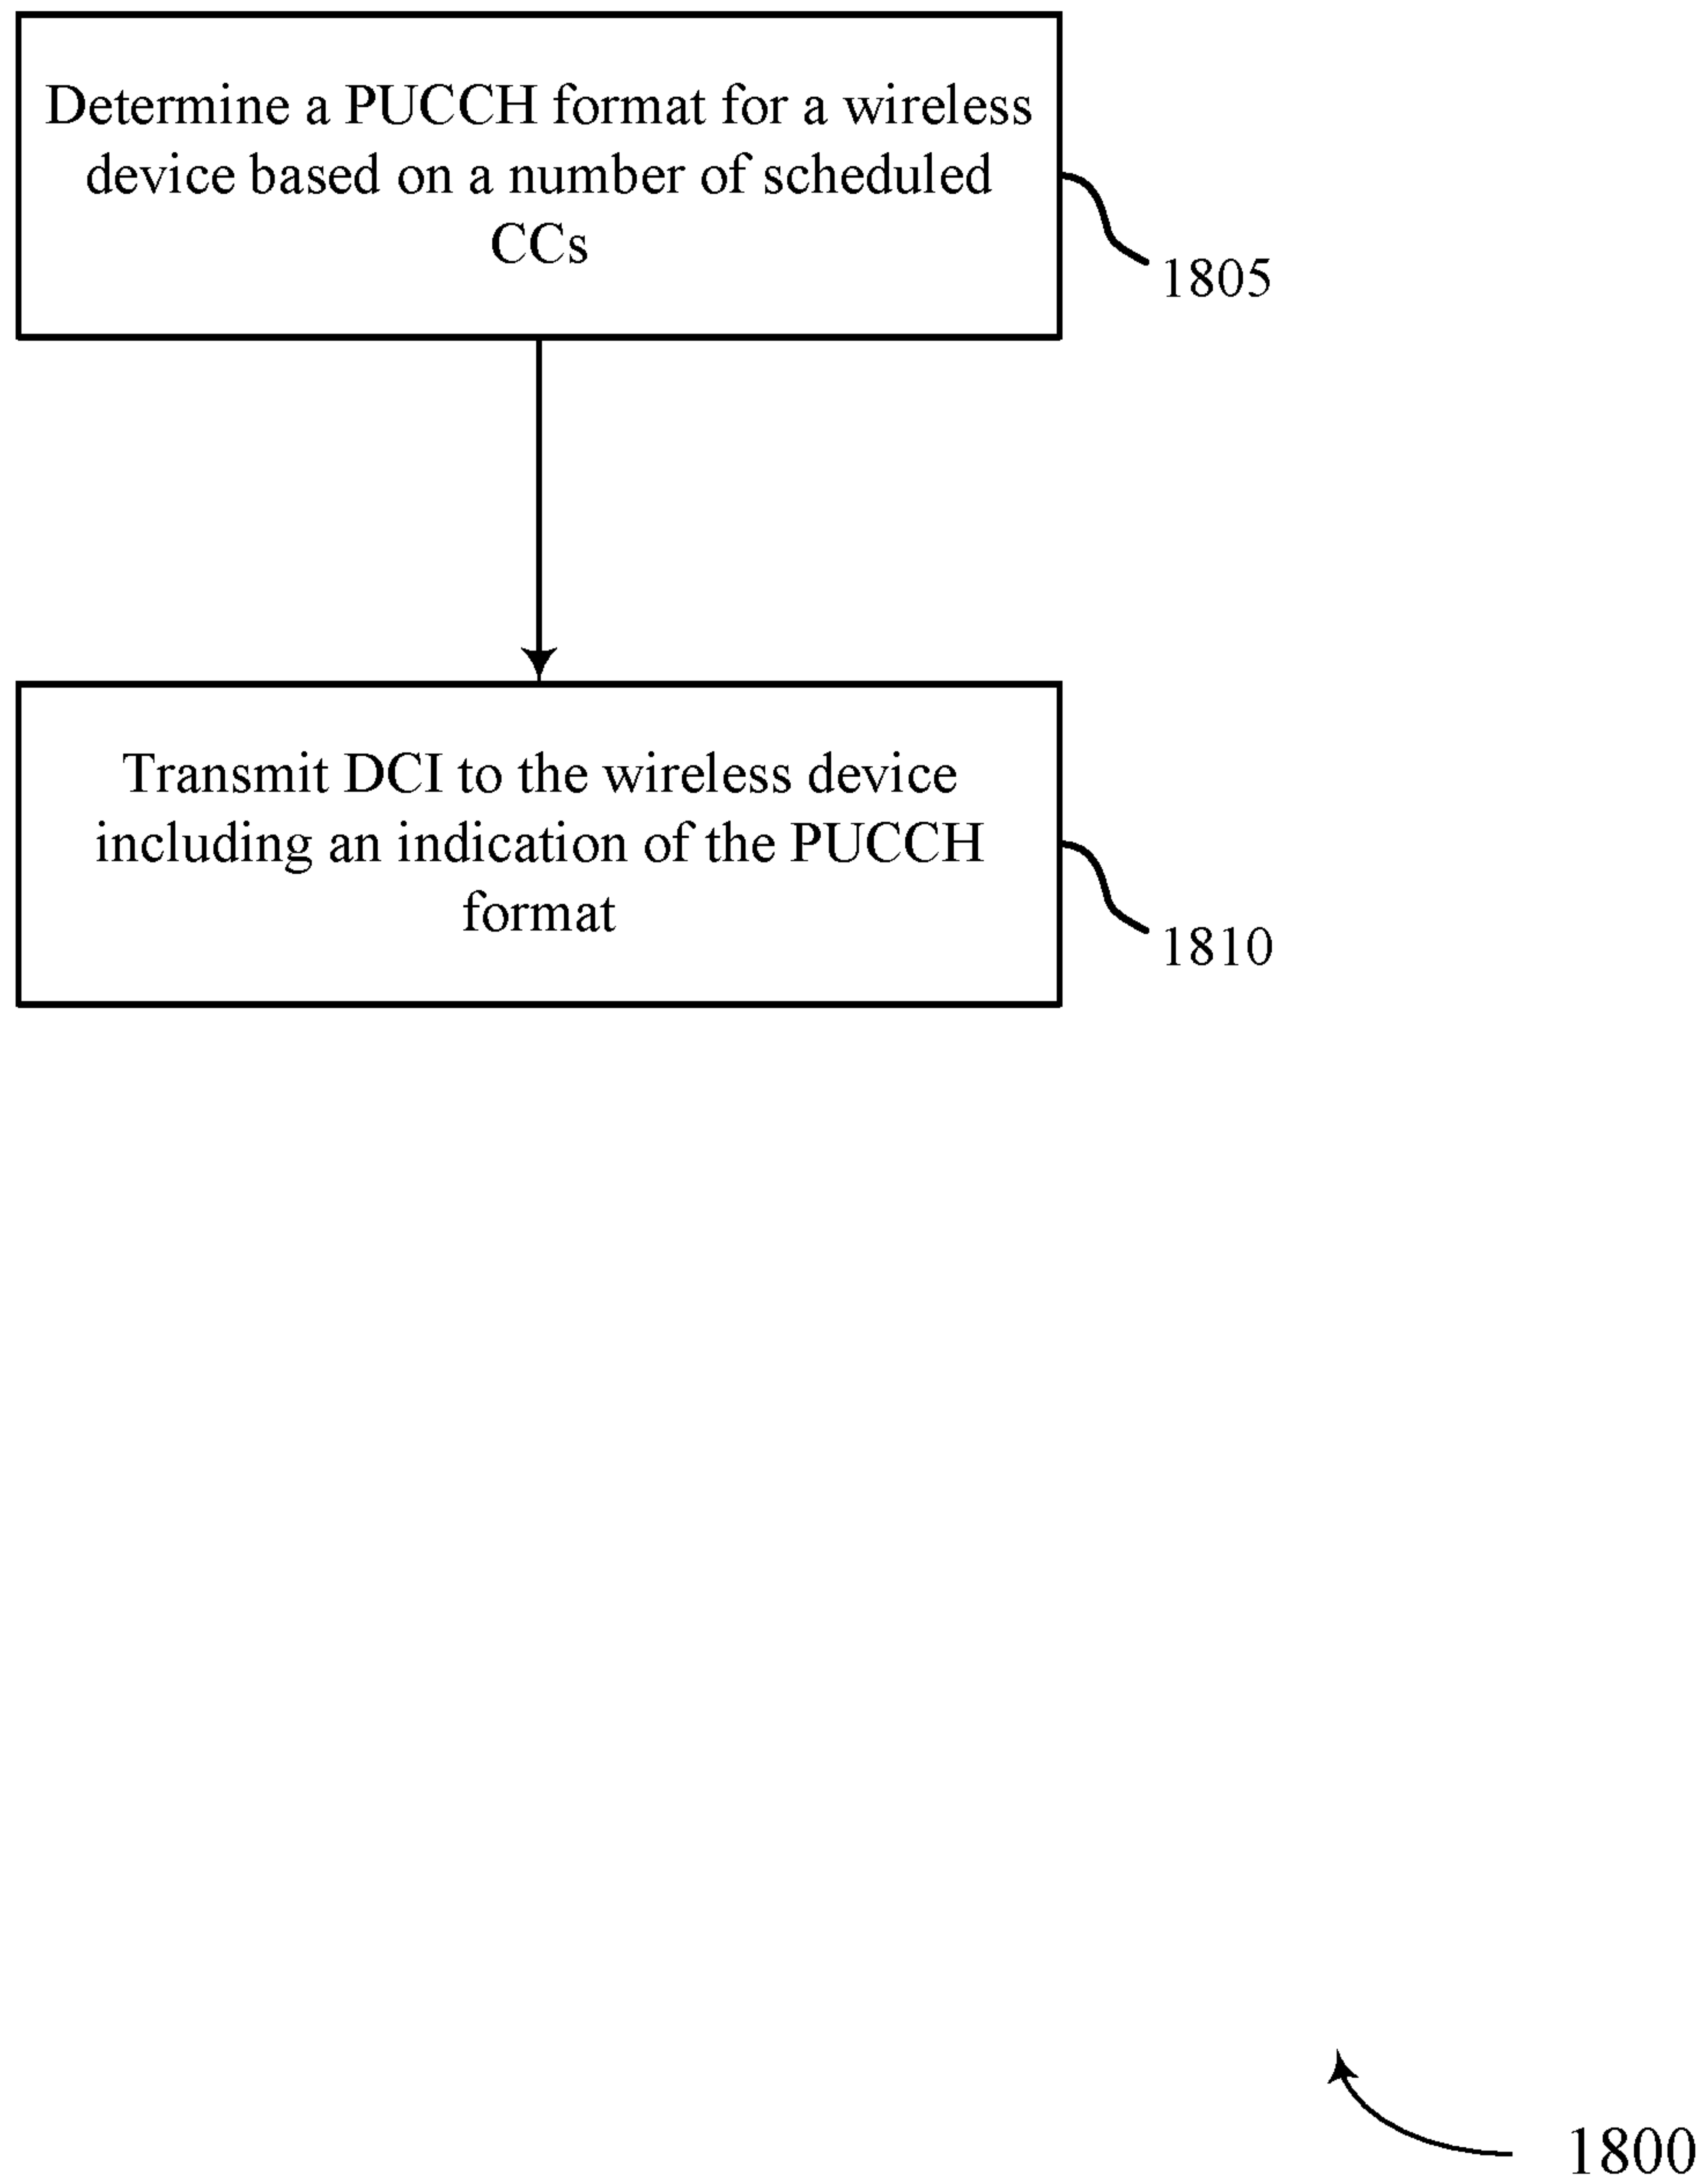 Determine a PUCCH format for a wireless
device based on a number of scheduled
CCs
1805
Transmit DCI to the wireless device
including an indication of the PUCCH
format
1810
1800